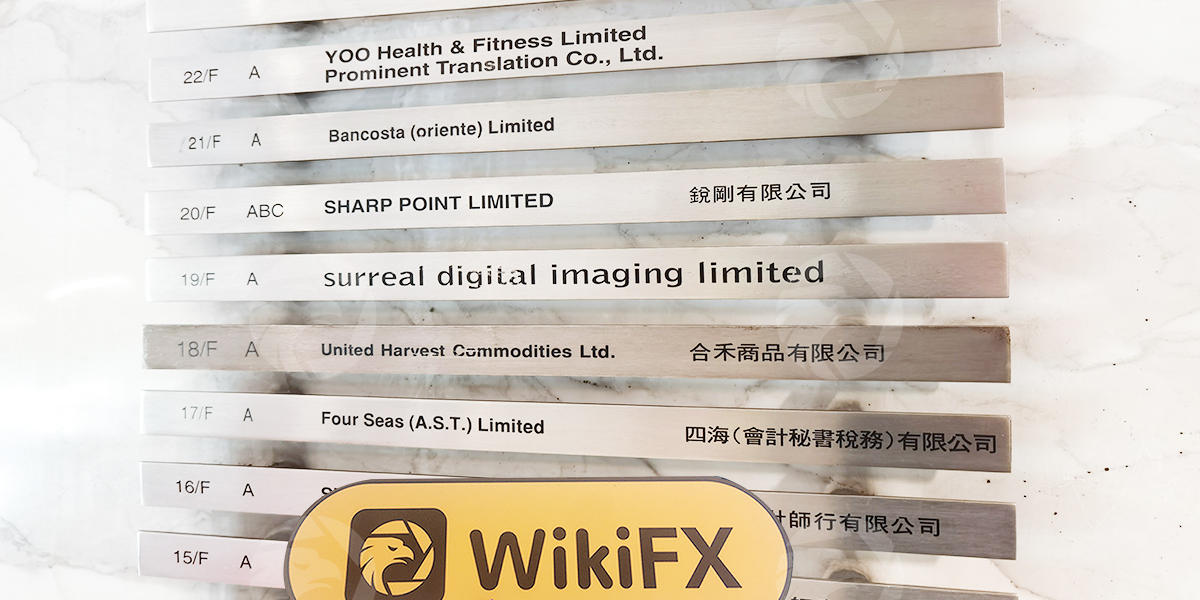 22/F A YOO Health & Fitness Limited
Prominent Translation Co., Ltd.
21/F A Bancosta (oriente) Limited
20/F ABC SHARP POINT LIMITED 銳剛有限公司
19/F A surreal digital imaging limited
18/F A United Harvest Commodities Ltd. 合禾商品有限公司
17/F A Four Seas (A.S.T.) Limited 四海(會計秘書稅務)有限公司
16/F A 師行有限公司
15/F A
WikiFX